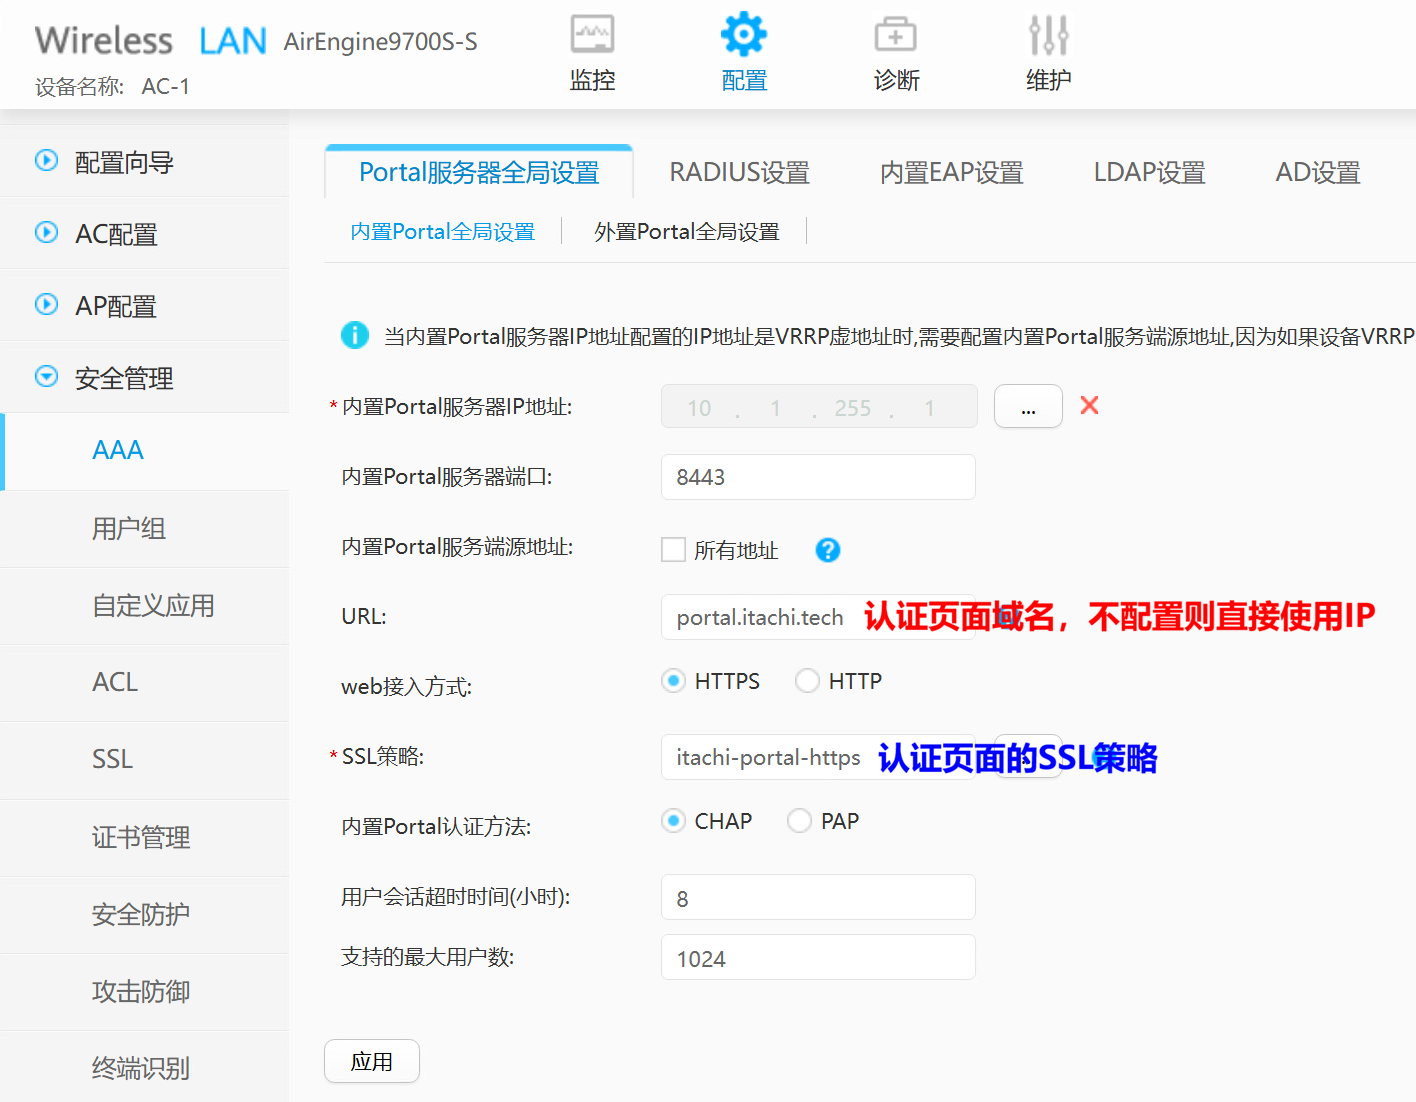 Wireless LAN AirEngine9700S-S
设备名称: AC-1
监控
配置
诊断
维护
配置向导
AC配置
AP配置
安全管理
AAA
用户组
自定义应用
ACL
SSL
证书管理
安全防护
攻击防御
终端识别
Portal服务器全局设置
RADIUS设置
内置EAP设置
LDAP设置
AD设置
内置Portal全局设置
外置Portal全局设置
当内置Portal服务器IP地址配置的IP地址是VRRP虚地址时,需要配置内置Portal服务端源地址,因为如果设备VRRP
*内置Portal服务器IP地址: 10 . 1 . 255 . 1 ...
内置Portal服务器端口: 8443
内置Portal服务端源地址: 所有地址
URL: portal.itachi.tech 认证页面域名，不配置则直接使用IP
web接入方式: HTTPS HTTP
*SSL策略: itachi-portal-https 认证页面的SSL策略
内置Portal认证方法: CHAP PAP
用户会话超时时间(小时): 8
支持的最大用户数: 1024
应用